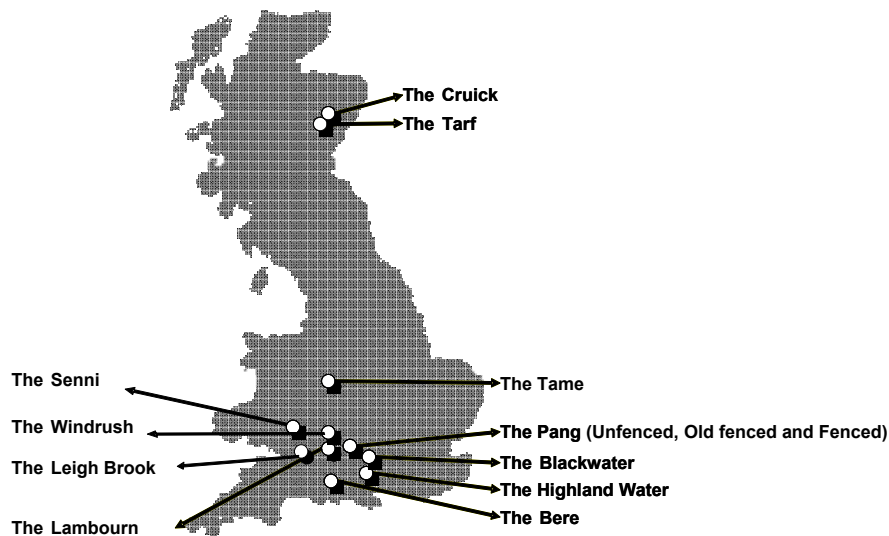 The Cruick
The Tarf
The Senni
The Tame
The Windrush
The Pang (Unfenced, Old fenced and Fenced)
The Leigh Brook
The Blackwater
The Highland Water
The Lambourn
The Bere